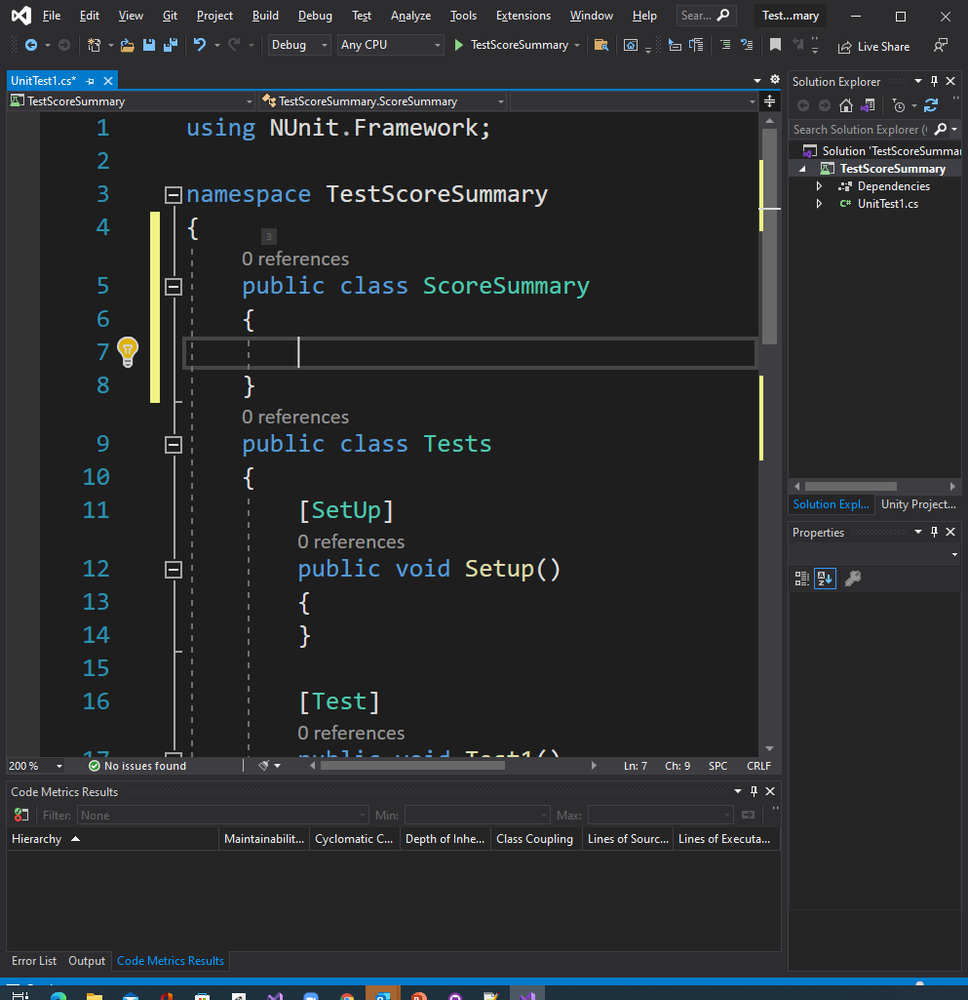 File Edit View Git Project Build Debug Test Analyze Tools Extensions Window Help Sear... Test...mary
Debug Any CPU TestScoreSummary Live Share
UnitTest1.cs*
TestScoreSummary TestScoreSummary.ScoreSummary
1 using NUnit.Framework;
2
3 namespace TestScoreSummary
4 {
3
0 references
5 public class ScoreSummary
6 {
7
8 }
0 references
9 public class Tests
10 {
11 [SetUp]
0 references
12 public void Setup()
13 {
14 }
15
16 [Test]
0 references
17 public void Test1()
200 % No issues found Ln: 7 Ch: 9 SPC CRLF
Code Metrics Results
Filter: None Min: Max:
Hierarchy Maintainabilit... Cyclomatic C... Depth of Inhe... Class Coupling Lines of Sourc... Lines of Executa...
Error List Output Code Metrics Results
Solution Explorer
Search Solution Explorer (
Solution 'TestScoreSummar
TestScoreSummary
Dependencies
C# UnitTest1.cs
Solution Expl... Unity Project...
Properties